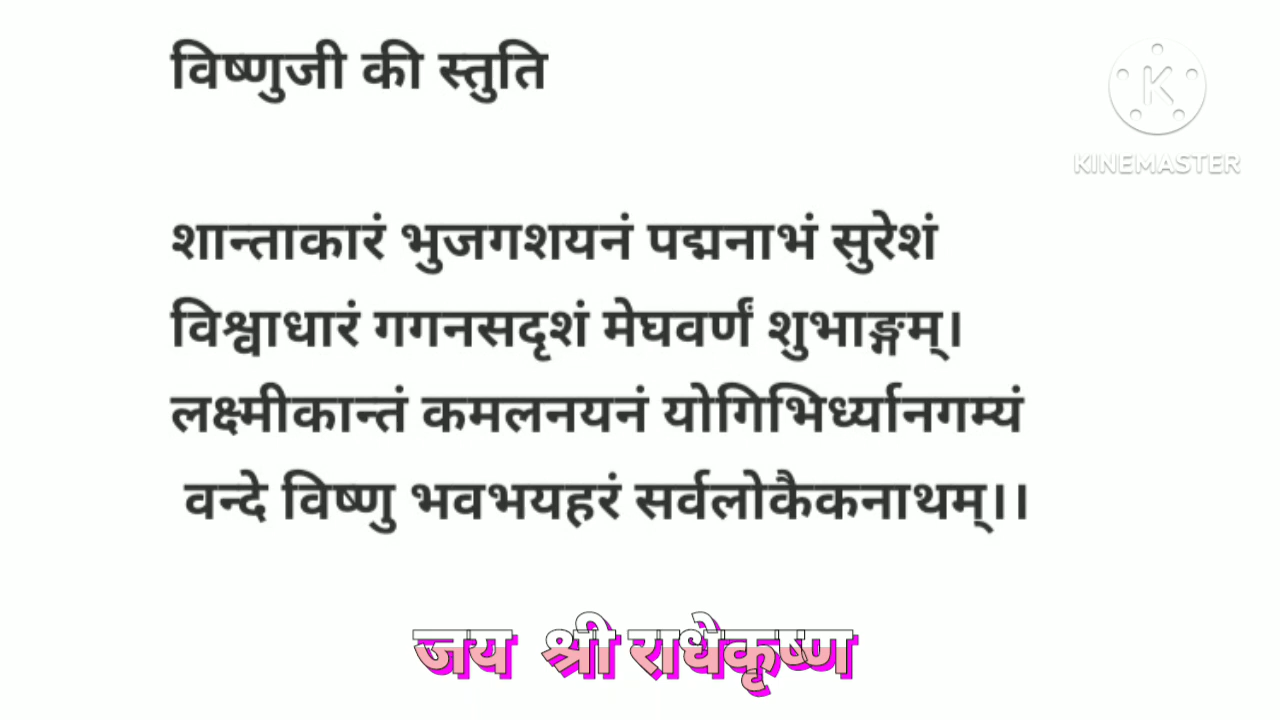 विष्णुजी की स्तुति
KINEMASTER
शान्ताकारं भुजगशयनं पद्मनाभं सुरेशं
विश्वाधारं गगनसदृशं मेघवर्णं शुभाङ्गम्।
लक्ष्मीकान्तं कमलनयनं योगिभिर्ध्यानगम्यं
वन्दे विष्णु भवभयहरं सर्वलोकैकनाथम्।।
जय श्री राधेकृष्ण